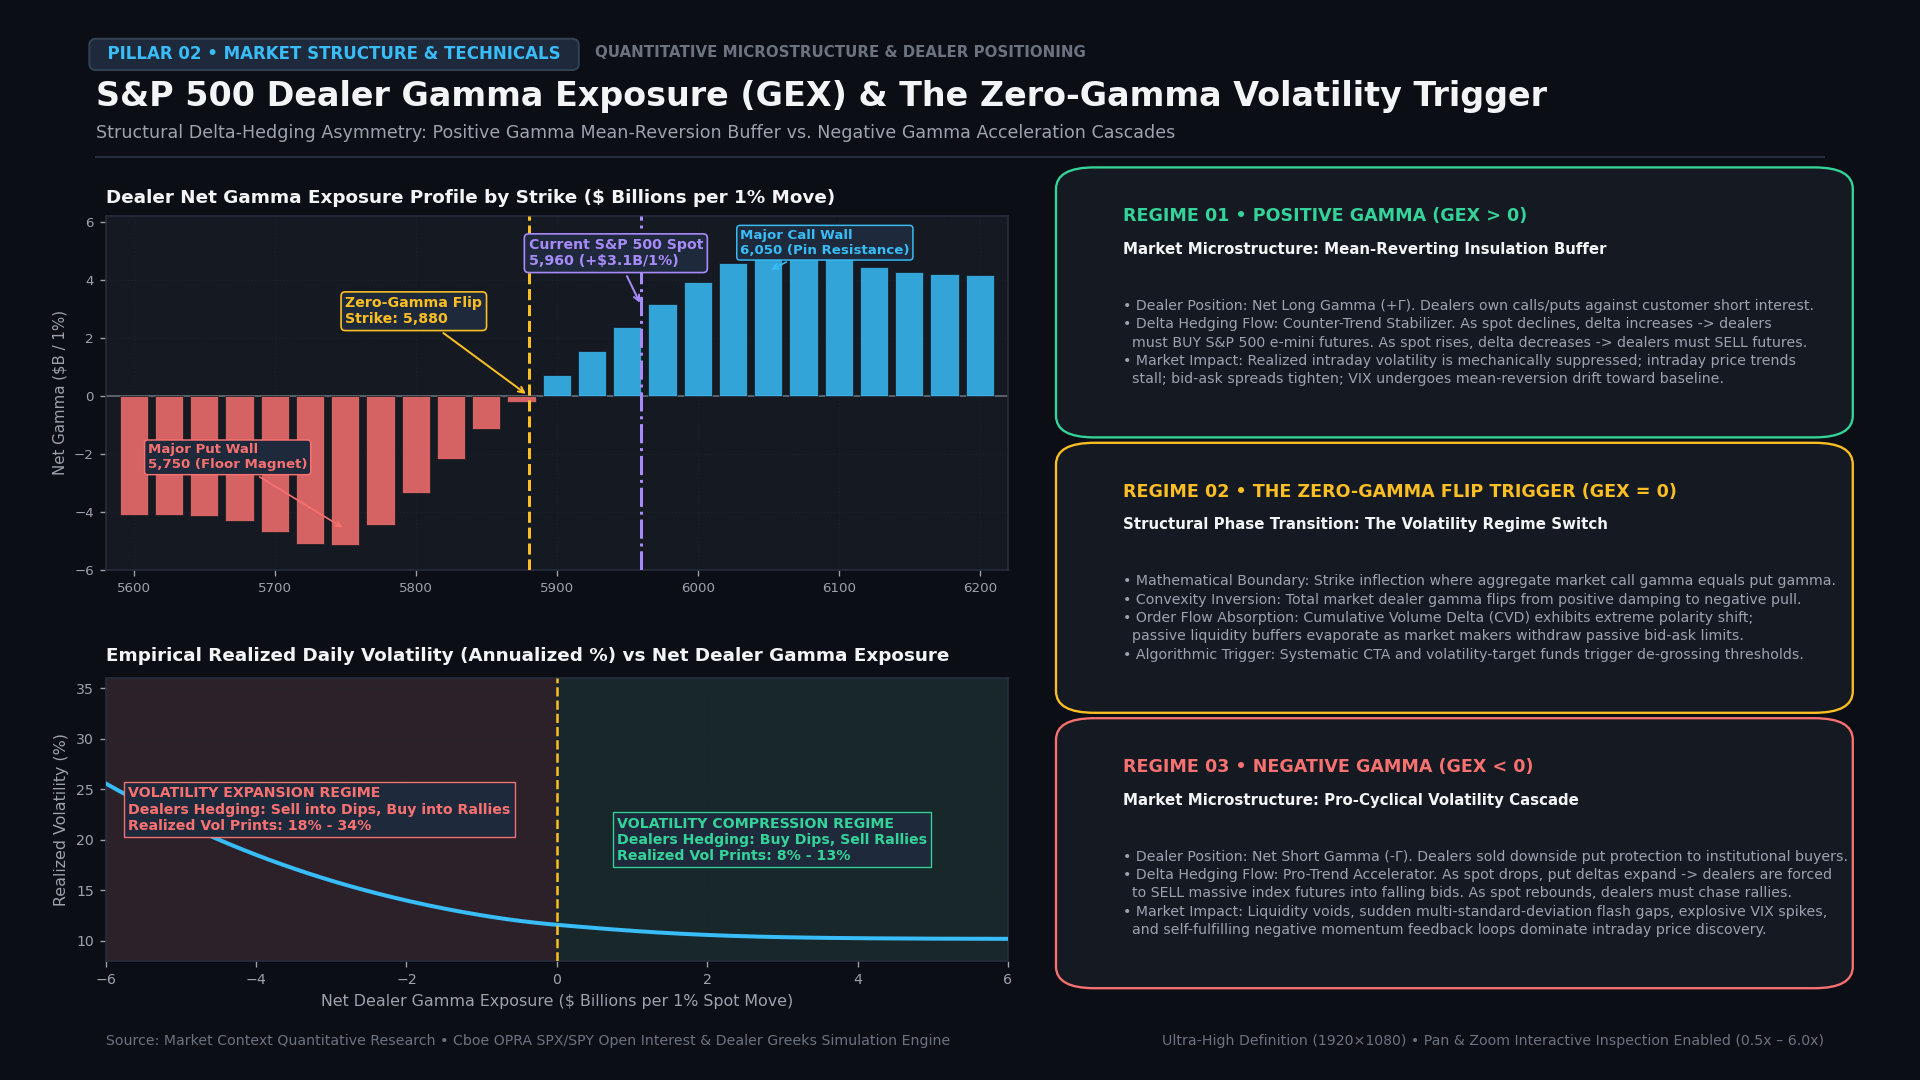 PILLAR 02 • MARKET STRUCTURE & TECHNICALS
QUANTITATIVE MICROSTRUCTURE & DEALER POSITIONING
S&P 500 Dealer Gamma Exposure (GEX) & The Zero-Gamma Volatility Trigger
Structural Delta-Hedging Asymmetry: Positive Gamma Mean-Reversion Buffer vs. Negative Gamma Acceleration Cascades
Dealer Net Gamma Exposure Profile by Strike ($ Billions per 1% Move)
Net Gamma ($B / 1%)
6
4
2
0
−2
−4
−6
Current S&P 500 Spot
5,960 (+$3.1B/1%)
Major Call Wall
6,050 (Pin Resistance)
Zero-Gamma Flip
Strike: 5,880
Major Put Wall
5,750 (Floor Magnet)
5600
5700
5800
5900
6000
6100
6200
Empirical Realized Daily Volatility (Annualized %) vs Net Dealer Gamma Exposure
Realized Volatility (%)
35
30
25
20
15
10
VOLATILITY EXPANSION REGIME
Dealers Hedging: Sell into Dips, Buy into Rallies
Realized Vol Prints: 18% - 34%
VOLATILITY COMPRESSION REGIME
Dealers Hedging: Buy Dips, Sell Rallies
Realized Vol Prints: 8% - 13%
−6
−4
−2
0
2
4
6
Net Dealer Gamma Exposure ($ Billions per 1% Spot Move)
REGIME 01 • POSITIVE GAMMA (GEX > 0)
Market Microstructure: Mean-Reverting Insulation Buffer
• Dealer Position: Net Long Gamma (+Γ). Dealers own calls/puts against customer short interest.
• Delta Hedging Flow: Counter-Trend Stabilizer. As spot declines, delta increases -> dealers
must BUY S&P 500 e-mini futures. As spot rises, delta decreases -> dealers must SELL futures.
• Market Impact: Realized intraday volatility is mechanically suppressed; intraday price trends
stall; bid-ask spreads tighten; VIX undergoes mean-reversion drift toward baseline.
REGIME 02 • THE ZERO-GAMMA FLIP TRIGGER (GEX = 0)
Structural Phase Transition: The Volatility Regime Switch
• Mathematical Boundary: Strike inflection where aggregate market call gamma equals put gamma.
• Convexity Inversion: Total market dealer gamma flips from positive damping to negative pull.
• Order Flow Absorption: Cumulative Volume Delta (CVD) exhibits extreme polarity shift;
passive liquidity buffers evaporate as market makers withdraw passive bid-ask limits.
• Algorithmic Trigger: Systematic CTA and volatility-target funds trigger de-grossing thresholds.
REGIME 03 • NEGATIVE GAMMA (GEX < 0)
Market Microstructure: Pro-Cyclical Volatility Cascade
• Dealer Position: Net Short Gamma (-Γ). Dealers sold downside put protection to institutional buyers.
• Delta Hedging Flow: Pro-Trend Accelerator. As spot drops, put deltas expand -> dealers are forced
to SELL massive index futures into falling bids. As spot rebounds, dealers must chase rallies.
• Market Impact: Liquidity voids, sudden multi-standard-deviation flash gaps, explosive VIX spikes,
and self-fulfilling negative momentum feedback loops dominate intraday price discovery.
Source: Market Context Quantitative Research • Cboe OPRA SPX/SPY Open Interest & Dealer Greeks Simulation Engine
Ultra-High Definition (1920×1080) • Pan & Zoom Interactive Inspection Enabled (0.5x – 6.0x)